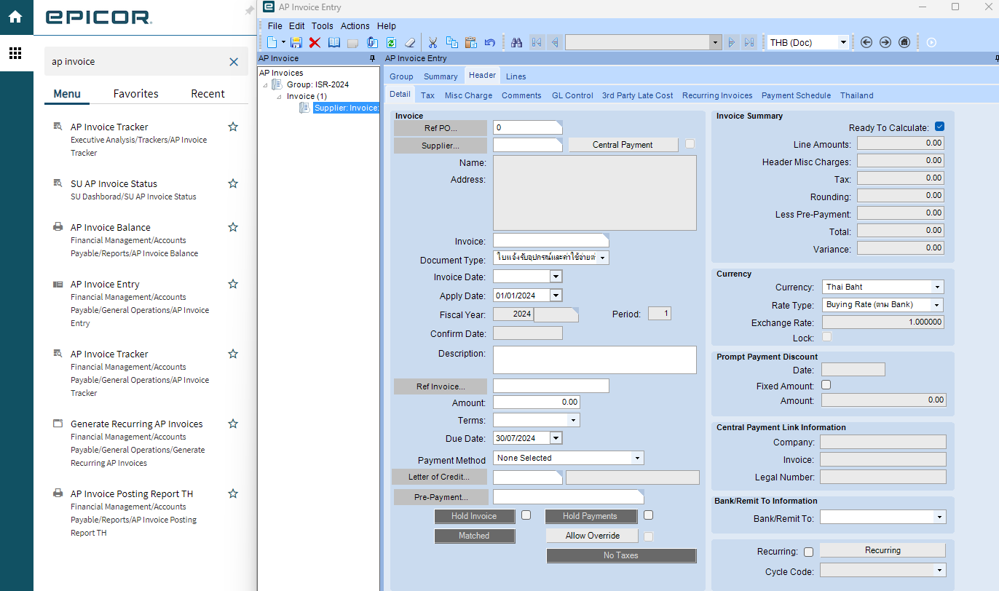 EPICOR
ap invoice
Menu
Favorites
Recent
AP Invoice Tracker
Executive Analysis/Trackers/AP Invoice
Tracker
SU AP Invoice Status
SU Dashborad/SU AP Invoice Status
AP Invoice Balance
Financial Management/Accounts
Payable/Reports/AP Invoice Balance
AP Invoice Entry
Financial Management/Accounts
Payable/General Operations/AP Invoice
Entry
AP Invoice Tracker
Financial Management/Accounts
Payable/General Operations/AP Invoice
Tracker
Generate Recurring AP Invoices
Financial Management/Accounts
Payable/General Operations/Generate
Recurring AP Invoices
AP Invoice Posting Report TH
Financial Management/Accounts
Payable/Reports/AP Invoice Posting
Report TH
AP Invoice Entry
File Edit Tools Actions Help
THB (Doc)
AP Invoice
AP Invoices
Group: ISR-2024
Invoice (1)
Supplier: Invoice:
AP Invoice Entry
Group Summary Header Lines
Detail Tax Misc Charge Comments GL Control 3rd Party Late Cost Recurring Invoices Payment Schedule Thailand
Invoice
Ref PO... 0
Supplier... Central Payment
Name:
Address:
Invoice:
Document Type: ใบแจ้งรับอุปกรณ์และค่าใช้จ่ายต่
Invoice Date:
Apply Date: 01/01/2024
Fiscal Year: 2024 Period: 1
Confirm Date:
Description:
Ref Invoice...
Amount: 0.00
Terms:
Due Date: 30/07/2024
Payment Method None Selected
Letter of Credit...
Pre-Payment...
Hold Invoice Hold Payments
Matched Allow Override
No Taxes
Invoice Summary
Ready To Calculate:
Line Amounts: 0.00
Header Misc Charges: 0.00
Tax: 0.00
Rounding: 0.00
Less Pre-Payment: 0.00
Total: 0.00
Variance: 0.00
Currency
Currency: Thai Baht
Rate Type: Buying Rate (ตาม Bank)
Exchange Rate: 1.000000
Lock:
Prompt Payment Discount
Date:
Fixed Amount:
Amount: 0.00
Central Payment Link Information
Company:
Invoice:
Legal Number:
Bank/Remit To Information
Bank/Remit To:
Recurring: Recurring
Cycle Code: